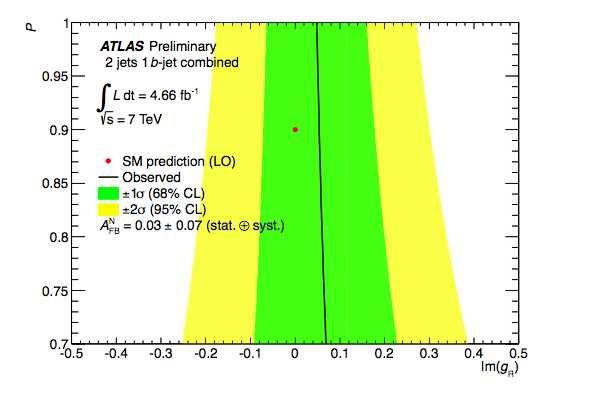 P
1
ATLAS Preliminary
2 jets 1 b-jet combined
0.95
∫ L dt = 4.66 fb⁻¹
√s = 7 TeV
0.9
SM prediction (LO)
Observed
0.85
±1σ (68% CL)
±2σ (95% CL)
A_FB^N = 0.03 ± 0.07 (stat. ⊕ syst.)
0.8
0.75
0.7
-0.5 -0.4 -0.3 -0.2 -0.1 0 0.1 0.2 0.3 0.4 0.5
Im(g_R)